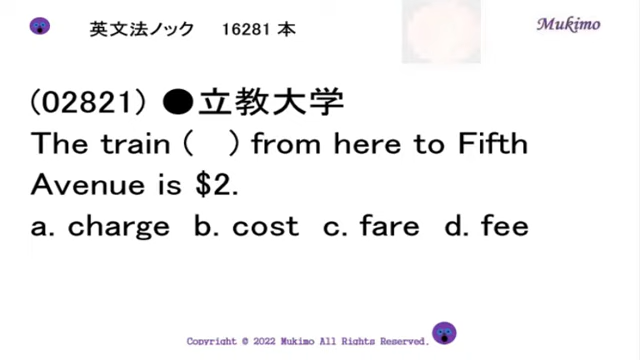 英文法ノック 16281 本
Mukimo
(02821) ●立教大学
The train ( ) from here to Fifth
Avenue is $2.
a. charge b. cost c. fare d. fee
Copyright @ 2022 Mukimo All Rights Reserved.